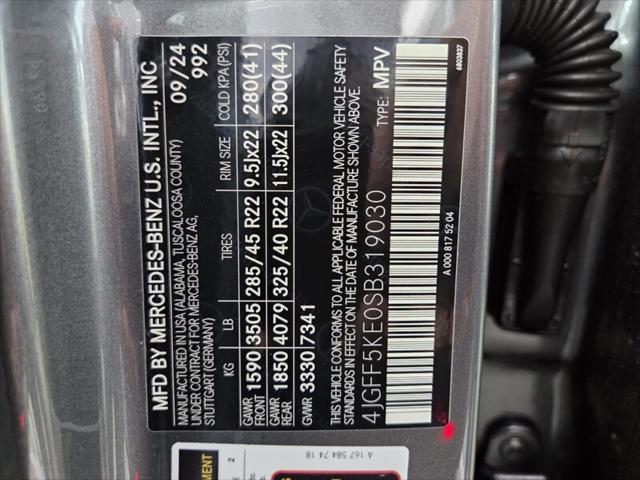 MFD BY MERCEDES-BENZ U.S. INTL., INC
MANUFACTURED IN USA (ALABAMA, TUSCALOOSA COUNTY) 09/24
UNDER CONTRACT FOR MERCEDES-BENZ AG, 992
STUTTGART (GERMANY)
KG LB TIRES RIM SIZE COLD KPA (PSI)
GAWR FRONT 1590 3505 285/45 R22 9.5Jx22 280(41)
GAWR REAR 1850 4079 325/40 R22 11.5Jx22 300(44)
GVWR 3330 7341
THIS VEHICLE CONFORMS TO ALL APPLICABLE FEDERAL MOTOR VEHICLE SAFETY
STANDARDS IN EFFECT ON THE DATE OF MANUFACTURE SHOWN ABOVE.
4JGFF5KE0SB319030 TYPE: MPV
A 000 817 52 04
6803837
A 167 584 74 18
2